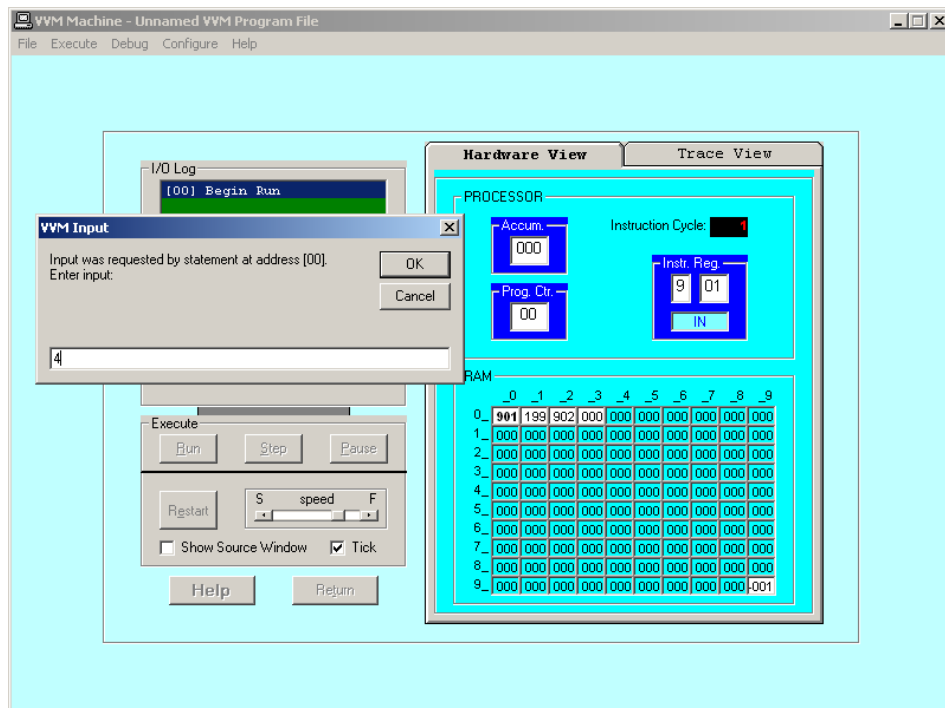 VVM Machine - Unnamed VVM Program File
File Execute Debug Configure Help
I/O Log
[00] Begin Run
VVM Input
Input was requested by statement at address [00].
Enter input:
OK
Cancel
4
Execute
Run Step Pause
Restart
S speed F
Show Source Window Tick
Help Return
Hardware View Trace View
PROCESSOR
Accum.
000
Instruction Cycle: 1
Prog. Ctr.
00
Instr. Reg.
9 01
IN
RAM
_0 _1 _2 _3 _4 _5 _6 _7 _8 _9
0_ 901 199 902 000 000 000 000 000 000 000
1_ 000 000 000 000 000 000 000 000 000 000
2_ 000 000 000 000 000 000 000 000 000 000
3_ 000 000 000 000 000 000 000 000 000 000
4_ 000 000 000 000 000 000 000 000 000 000
5_ 000 000 000 000 000 000 000 000 000 000
6_ 000 000 000 000 000 000 000 000 000 000
7_ 000 000 000 000 000 000 000 000 000 000
8_ 000 000 000 000 000 000 000 000 000 000
9_ 000 000 000 000 000 000 000 000 000 -001